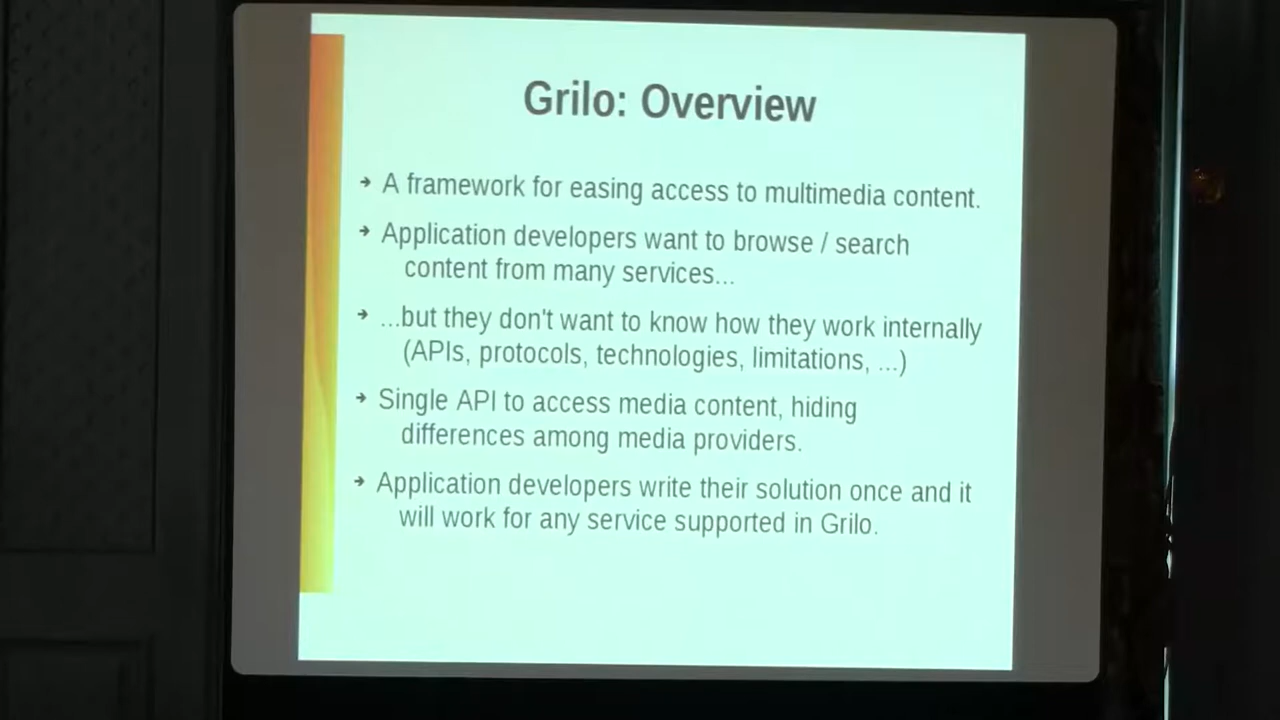 Grilo: Overview
➔ A framework for easing access to multimedia content.
➔ Application developers want to browse / search
content from many services...
➔ ...but they don't want to know how they work internally
(APIs, protocols, technologies, limitations, ...)
➔ Single API to access media content, hiding
differences among media providers.
➔ Application developers write their solution once and it
will work for any service supported in Grilo.